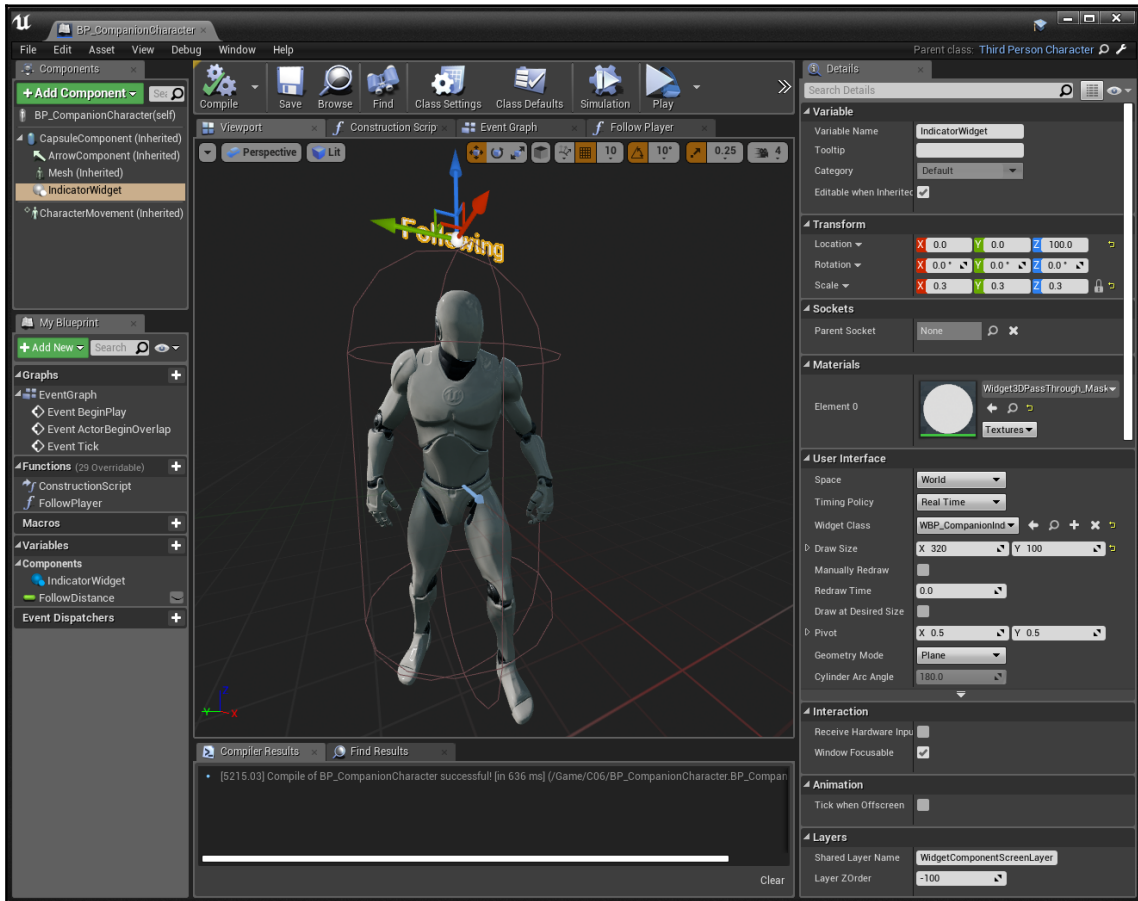 BP_CompanionCharacter
File Edit Asset View Debug Window Help
Parent class: Third Person Character
Components
+Add Component
BP_CompanionCharacter(self)
CapsuleComponent (Inherited)
ArrowComponent (Inherited)
Mesh (Inherited)
IndicatorWidget
CharacterMovement (Inherited)
My Blueprint
+Add New Search
Graphs
EventGraph
Event BeginPlay
Event ActorBeginOverlap
Event Tick
Functions (29 Overridable)
ConstructionScript
FollowPlayer
Macros
Variables
Components
IndicatorWidget
FollowDistance
Event Dispatchers
Compile Save Browse Find Class Settings Class Defaults Simulation Play
Viewport Construction Scrip Event Graph Follow Player
Perspective Lit 10 10° 0.25 4
Following
Z
Y X
Compiler Results Find Results
[5215.03] Compile of BP_CompanionCharacter successful! [in 636 ms] (/Game/C06/BP_CompanionCharacter.BP_Compan
Clear
Details
Search Details
Variable
Variable Name IndicatorWidget
Tooltip
Category Default
Editable when Inherited
Transform
Location X 0.0 Y 0.0 Z 100.0
Rotation X 0.0° Y 0.0° Z 0.0°
Scale X 0.3 Y 0.3 Z 0.3
Sockets
Parent Socket None
Materials
Element 0 Widget3DPassThrough_Mask
Textures
User Interface
Space World
Timing Policy Real Time
Widget Class WBP_CompanionInd
Draw Size X 320 Y 100
Manually Redraw
Redraw Time 0.0
Draw at Desired Size
Pivot X 0.5 Y 0.5
Geometry Mode Plane
Cylinder Arc Angle 180.0
Interaction
Receive Hardware Inpu
Window Focusable
Animation
Tick when Offscreen
Layers
Shared Layer Name WidgetComponentScreenLayer
Layer ZOrder -100